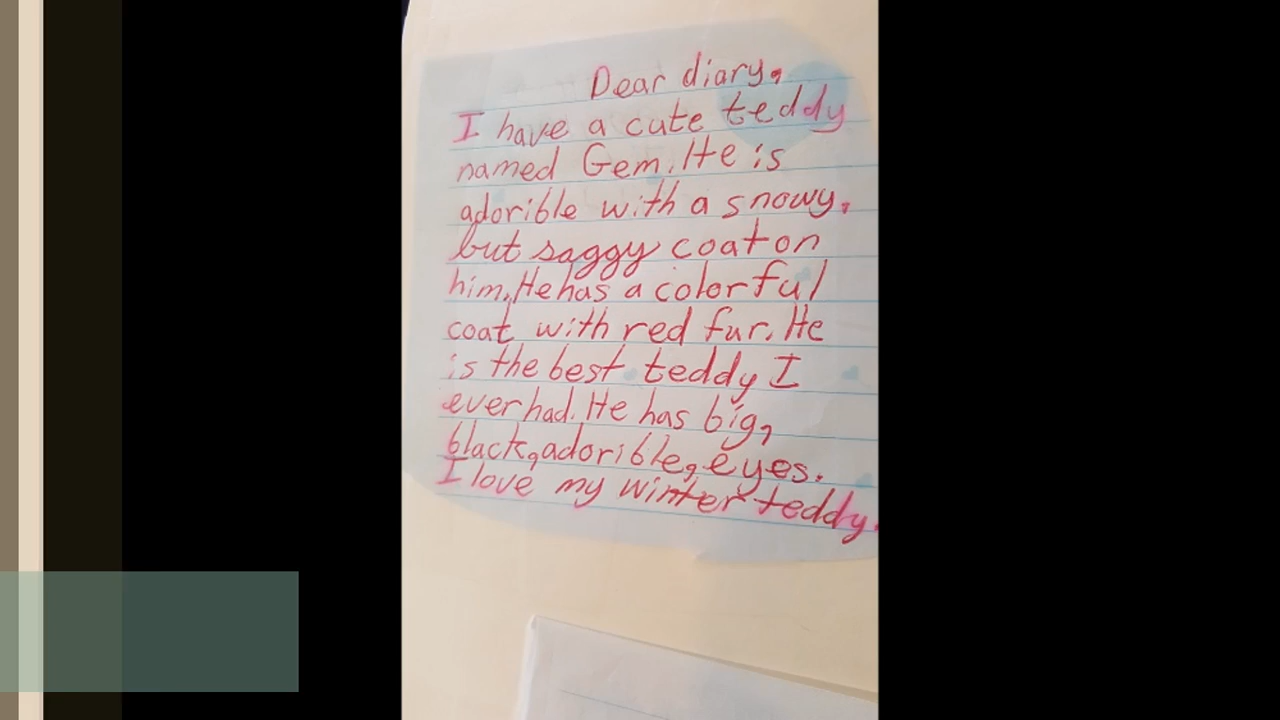 Dear diary,
I have a cute teddy
named Gem. He is
adorible with a snowy,
but saggy coat on
him. He has a colorful
coat with red fur. He
is the best teddy I
ever had. He has big,
black, adorible, eyes.
I love my winter teddy.